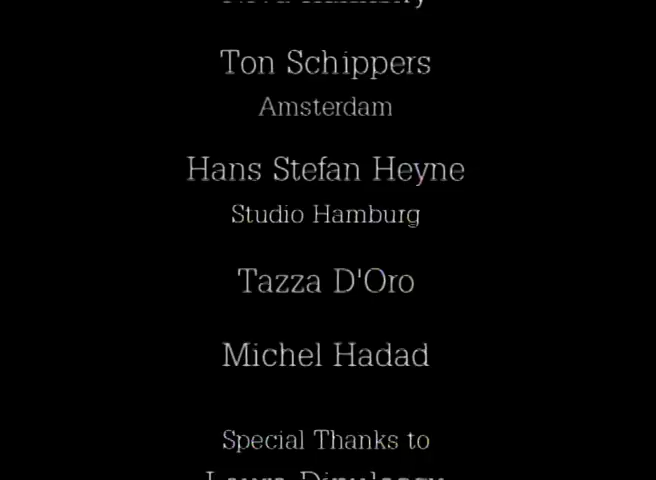 Ton Schippers
Amsterdam
Hans Stefan Heyne
Studio Hamburg
Tazza D'Oro
Michel Hadad
Special Thanks to